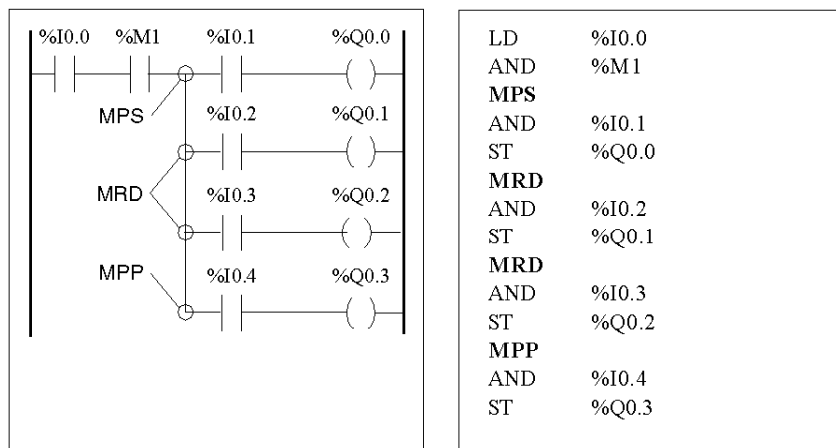 %I0.0 %M1 %I0.1 %Q0.0
MPS
%I0.2 %Q0.1
MRD
%I0.3 %Q0.2
MPP
%I0.4 %Q0.3
LD %I0.0
AND %M1
MPS
AND %I0.1
ST %Q0.0
MRD
AND %I0.2
ST %Q0.1
MRD
AND %I0.3
ST %Q0.2
MPP
AND %I0.4
ST %Q0.3